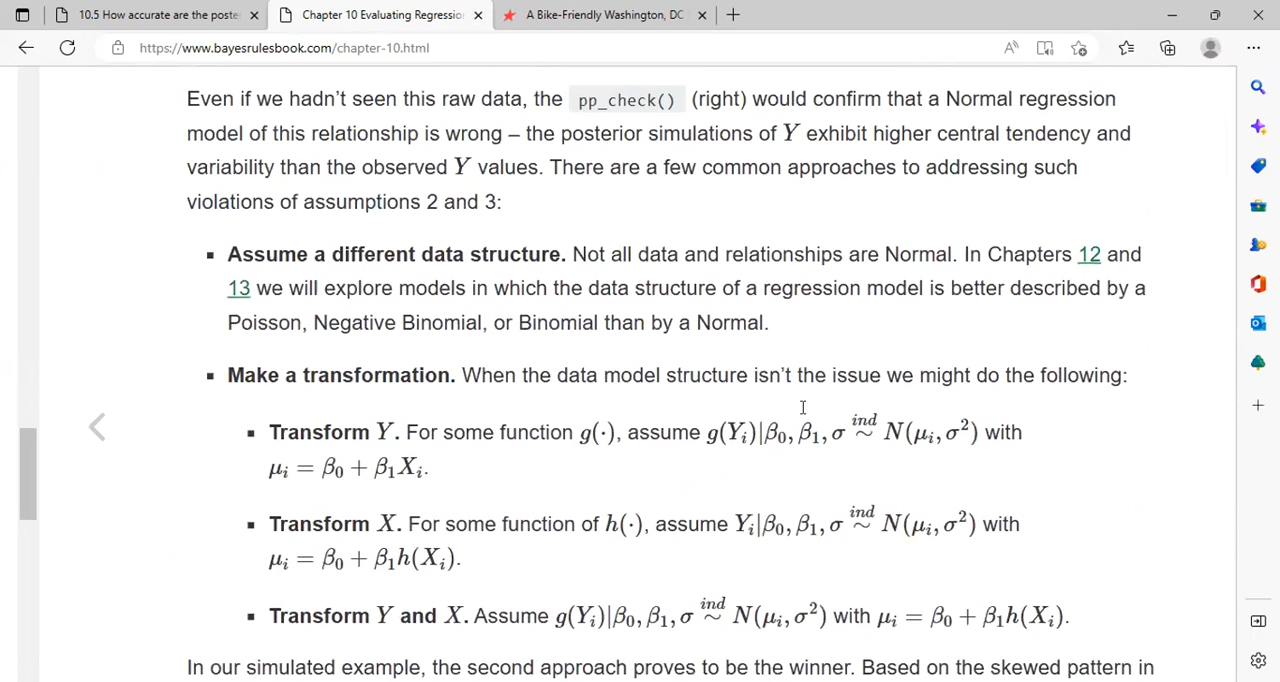 10.5 How accurate are the poste
Chapter 10 Evaluating Regressio
A Bike-Friendly Washington, DC
https://www.bayesrulesbook.com/chapter-10.html
Even if we hadn’t seen this raw data, the pp_check() (right) would confirm that a Normal regression
model of this relationship is wrong – the posterior simulations of Y exhibit higher central tendency and
variability than the observed Y values. There are a few common approaches to addressing such
violations of assumptions 2 and 3:
▪ Assume a different data structure. Not all data and relationships are Normal. In Chapters 12 and
13 we will explore models in which the data structure of a regression model is better described by a
Poisson, Negative Binomial, or Binomial than by a Normal.
▪ Make a transformation. When the data model structure isn’t the issue we might do the following:
▪ Transform Y. For some function g(·), assume g(Yᵢ)|β₀, β₁, σ ind∼ N(μᵢ, σ²) with
μᵢ = β₀ + β₁Xᵢ.
▪ Transform X. For some function of h(·), assume Yᵢ|β₀, β₁, σ ind∼ N(μᵢ, σ²) with
μᵢ = β₀ + β₁h(Xᵢ).
▪ Transform Y and X. Assume g(Yᵢ)|β₀, β₁, σ ind∼ N(μᵢ, σ²) with μᵢ = β₀ + β₁h(Xᵢ).
In our simulated example, the second approach proves to be the winner. Based on the skewed pattern in